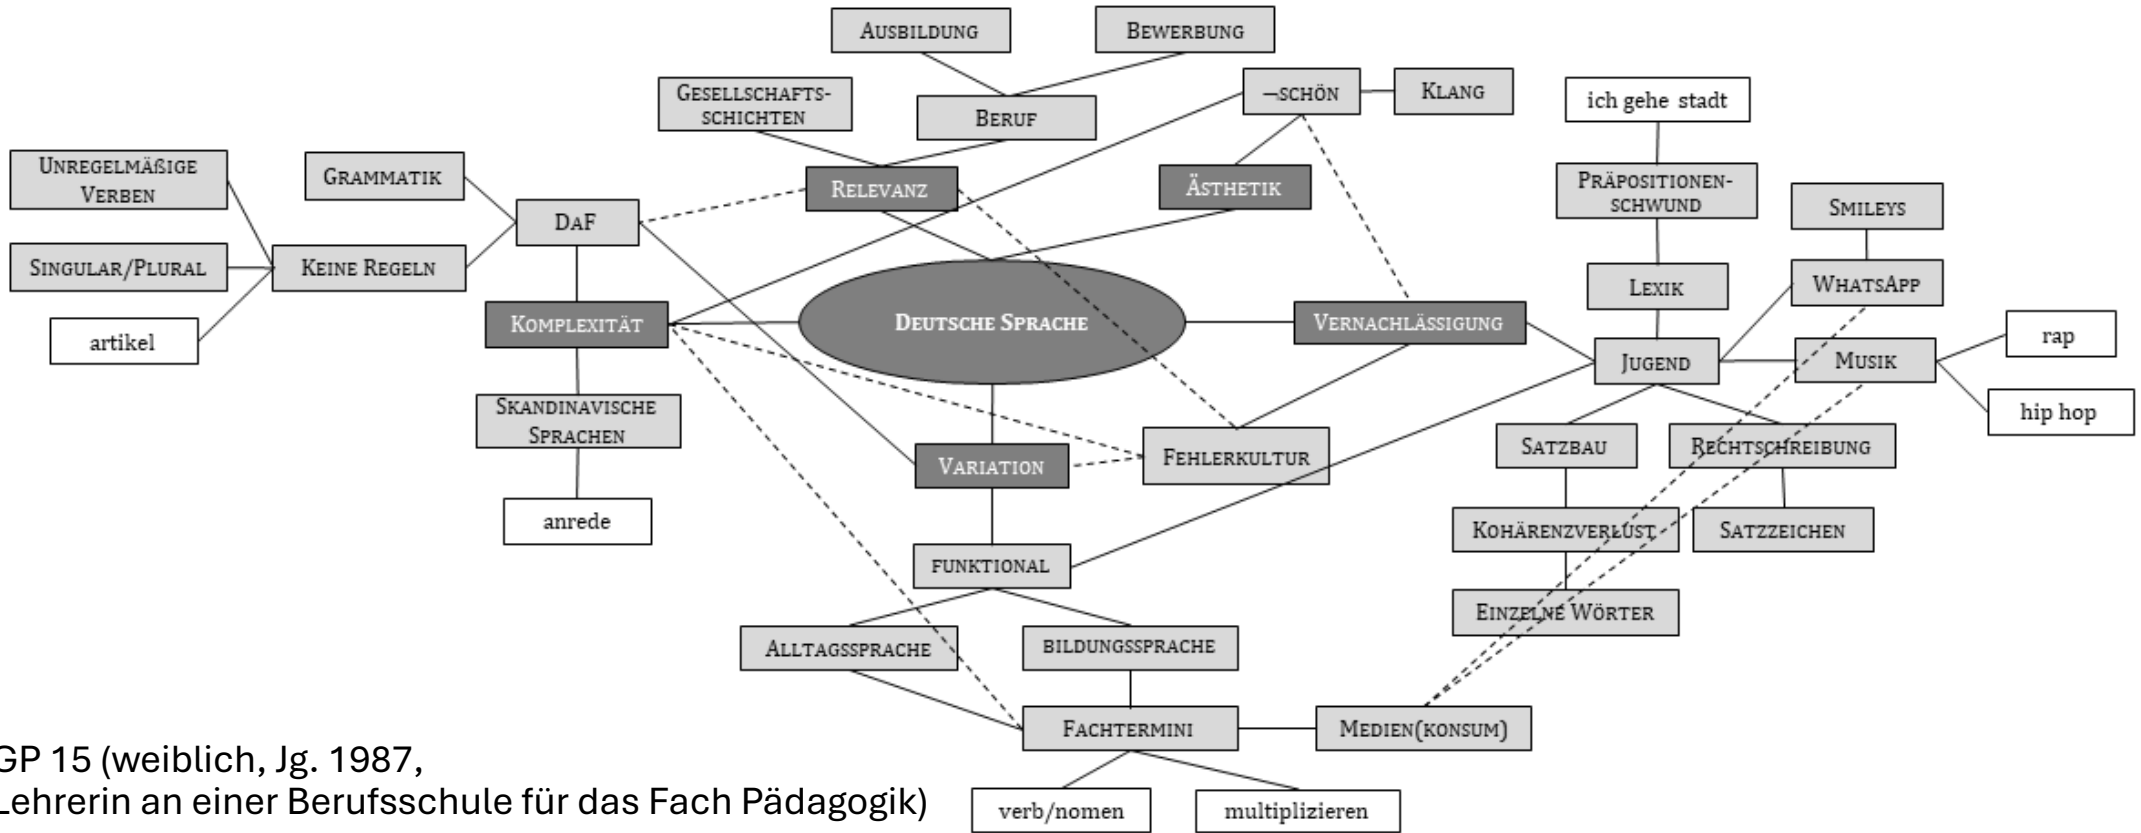 AUSBILDUNG
BEWERBUNG
GESELLSCHAFTS-
SCHICHTEN
BERUF
¬SCHÖN
KLANG
ich gehe stadt
UNREGELMÄßIGE
VERBEN
GRAMMATIK
RELEVANZ
ÄSTHETIK
PRÄPOSITIONEN-
SCHWUND
SMILEYS
DAF
SINGULAR/PLURAL
KEINE REGELN
LEXIK
WHATSAPP
artikel
KOMPLEXITÄT
DEUTSCHE SPRACHE
VERNACHLÄSSIGUNG
JUGEND
MUSIK
rap
hip hop
SKANDINAVISCHE
SPRACHEN
VARIATION
FEHLERKULTUR
SATZBAU
RECHTSCHREIBUNG
anrede
KOHÄRENZVERLUST
SATZZEICHEN
FUNKTIONAL
EINZELNE WÖRTER
ALLTAGSSPRACHE
BILDUNGSSPRACHE
FACHTERMINI
MEDIEN(KONSUM)
verb/nomen
multiplizieren
GP 15 (weiblich, Jg. 1987,
Lehrerin an einer Berufsschule für das Fach Pädagogik)